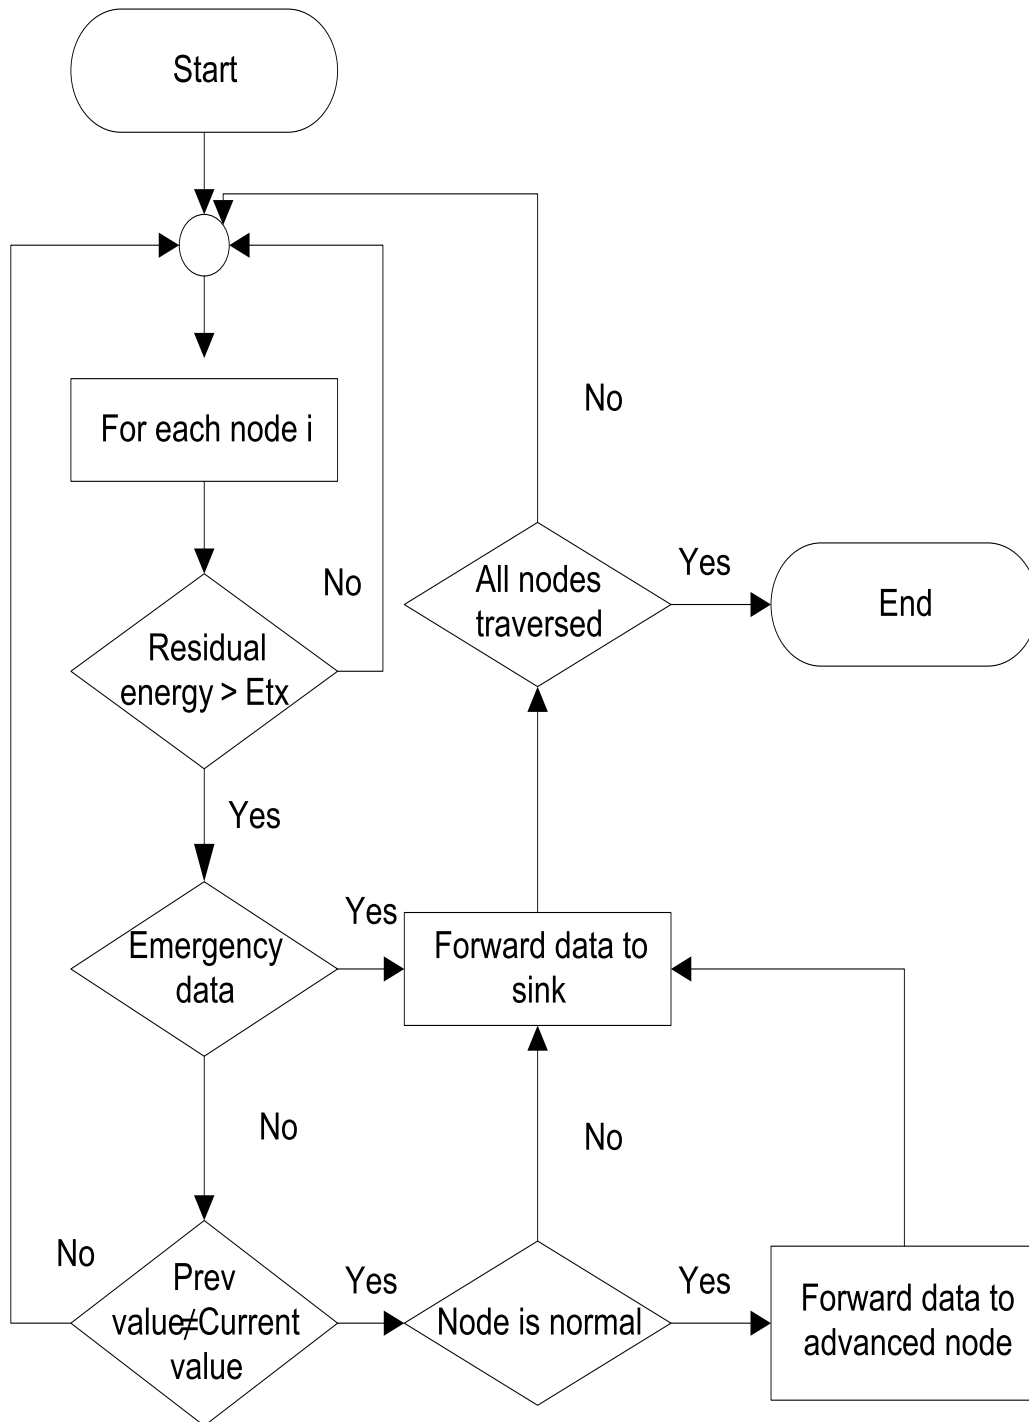 Start
For each node i
No
Residual
energy > Etx
Yes
Emergency
data
Yes
No
Prev
value≠Current
value
No
Yes
Node is normal
No
Yes
Forward data to
advanced node
Forward data to
sink
All nodes
traversed
No
Yes
End